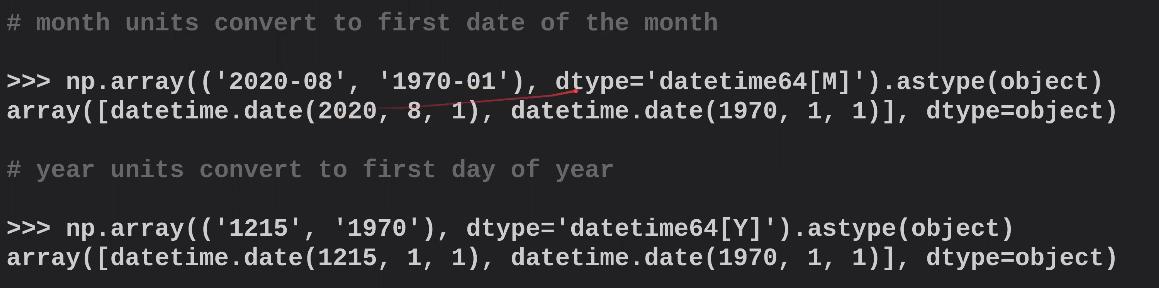 # month units convert to first date of the month
>>> np.array(('2020-08', '1970-01'), dtype='datetime64[M]').astype(object)
array([datetime.date(2020, 8, 1), datetime.date(1970, 1, 1)], dtype=object)
# year units convert to first day of year
>>> np.array(('1215', '1970'), dtype='datetime64[Y]').astype(object)
array([datetime.date(1215, 1, 1), datetime.date(1970, 1, 1)], dtype=object)